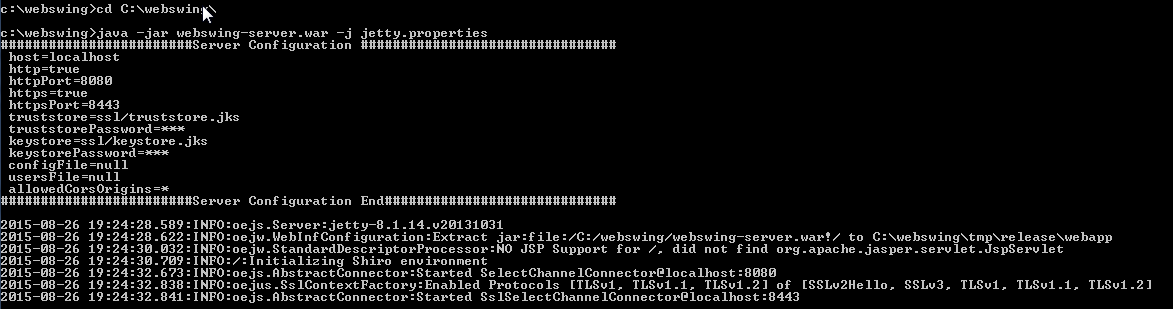 c:\webswing>cd C:\webswing\
c:\webswing>java -jar webswing-server.war -j jetty.properties
########################Server Configuration ################################
host=localhost
http=true
httpPort=8080
https=true
httpsPort=8443
truststore=ssl/truststore.jks
truststorePassword=***
keystore=ssl/keystore.jks
keystorePassword=***
configFile=null
usersFile=null
allowedCorsOrigins=*
########################Server Configuration End#############################
2015-08-26 19:24:28.589:INFO:oejs.Server:jetty-8.1.14.v20131031
2015-08-26 19:24:28.622:INFO:oejw.WebInfConfiguration:Extract jar:file:/C:/webswing/webswing-server.war!/ to C:\webswing\tmp\release\webapp
2015-08-26 19:24:30.032:INFO:oejw.StandardDescriptorProcessor:NO JSP Support for /, did not find org.apache.jasper.servlet.JspServlet
2015-08-26 19:24:30.709:INFO:/:Initializing Shiro environment
2015-08-26 19:24:32.673:INFO:oejs.AbstractConnector:Started SelectChannelConnector@localhost:8080
2015-08-26 19:24:32.838:INFO:oejus.SslContextFactory:Enabled Protocols [TLSv1, TLSv1.1, TLSv1.2] of [SSLv2Hello, SSLv3, TLSv1, TLSv1.1, TLSv1.2]
2015-08-26 19:24:32.841:INFO:oejs.AbstractConnector:Started SslSelectChannelConnector@localhost:8443